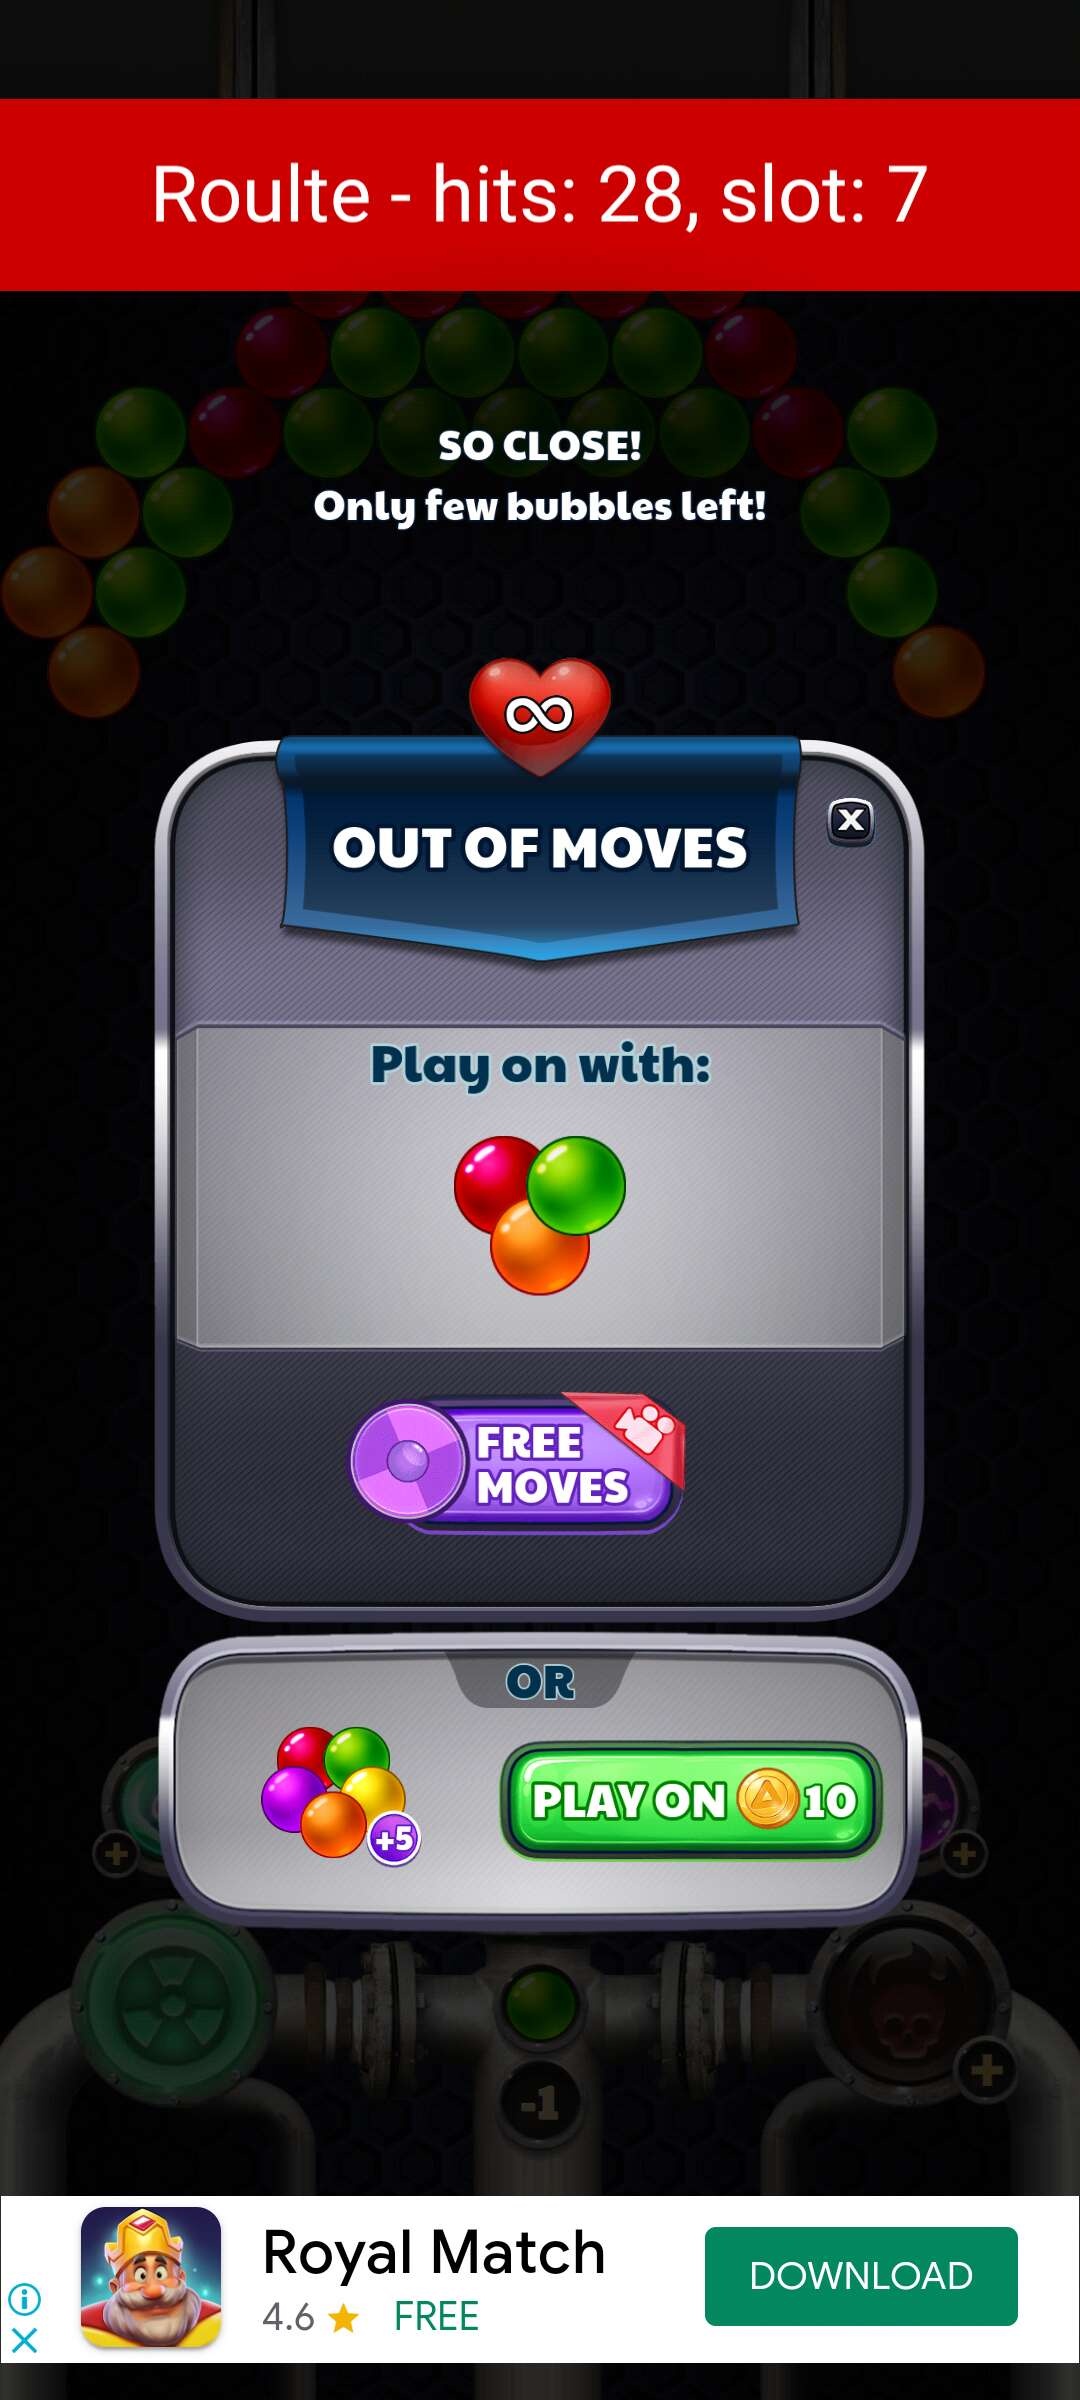 Roulte - hits: 28, slot: 7
SO CLOSE!
Only few bubbles left!
∞
OUT OF MOVES
X
Play on with:
FREE
MOVES
OR
+5
PLAY ON 10
-1
Royal Match
4.6 ★ FREE
DOWNLOAD